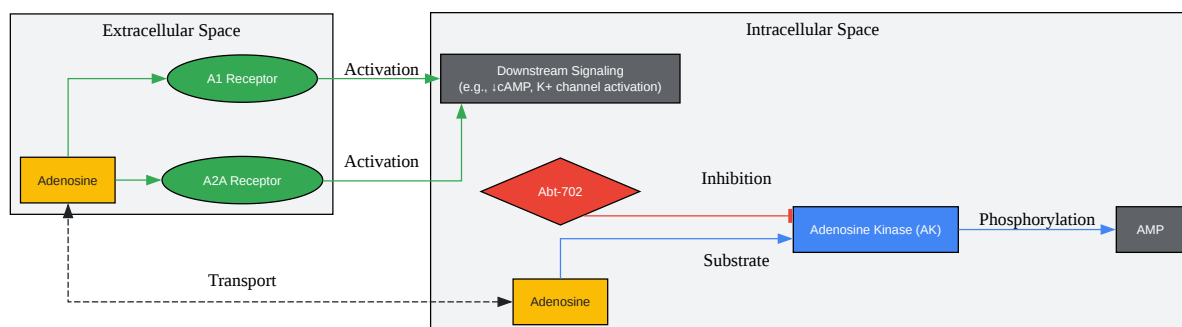 Extracellular Space
Intracellular Space
A1 Receptor
Activation
Downstream Signaling
(e.g., ↓cAMP, K+ channel activation)
Adenosine
A2A Receptor
Activation
Abt-702
Inhibition
Adenosine Kinase (AK)
Phosphorylation
AMP
Substrate
Transport
Adenosine